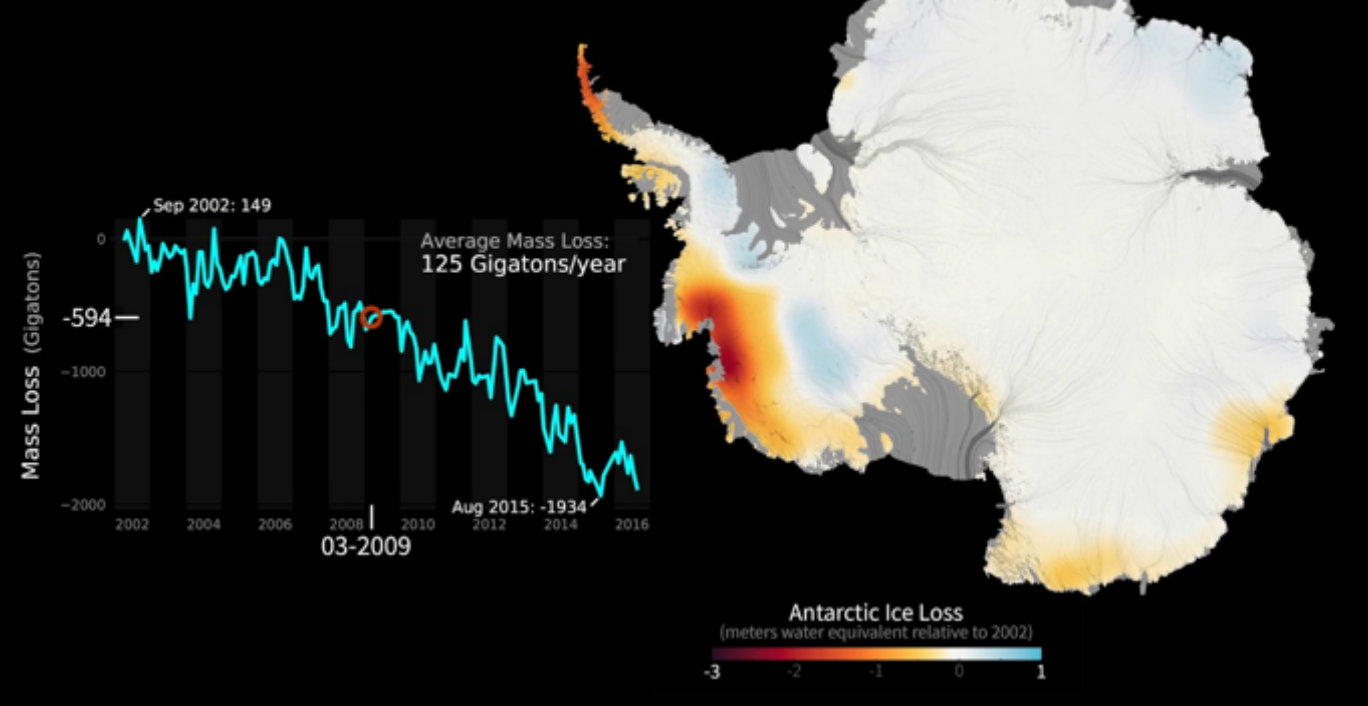 Sep 2002: 149
Average Mass Loss:
125 Gigatons/year
Mass Loss (Gigatons)
0
-594
−1000
−2000
Aug 2015: -1934
2002 2004 2006 2008 2010 2012 2014 2016
03-2009
Antarctic Ice Loss
(meters water equivalent relative to 2002)
-3 -2 -1 0 1